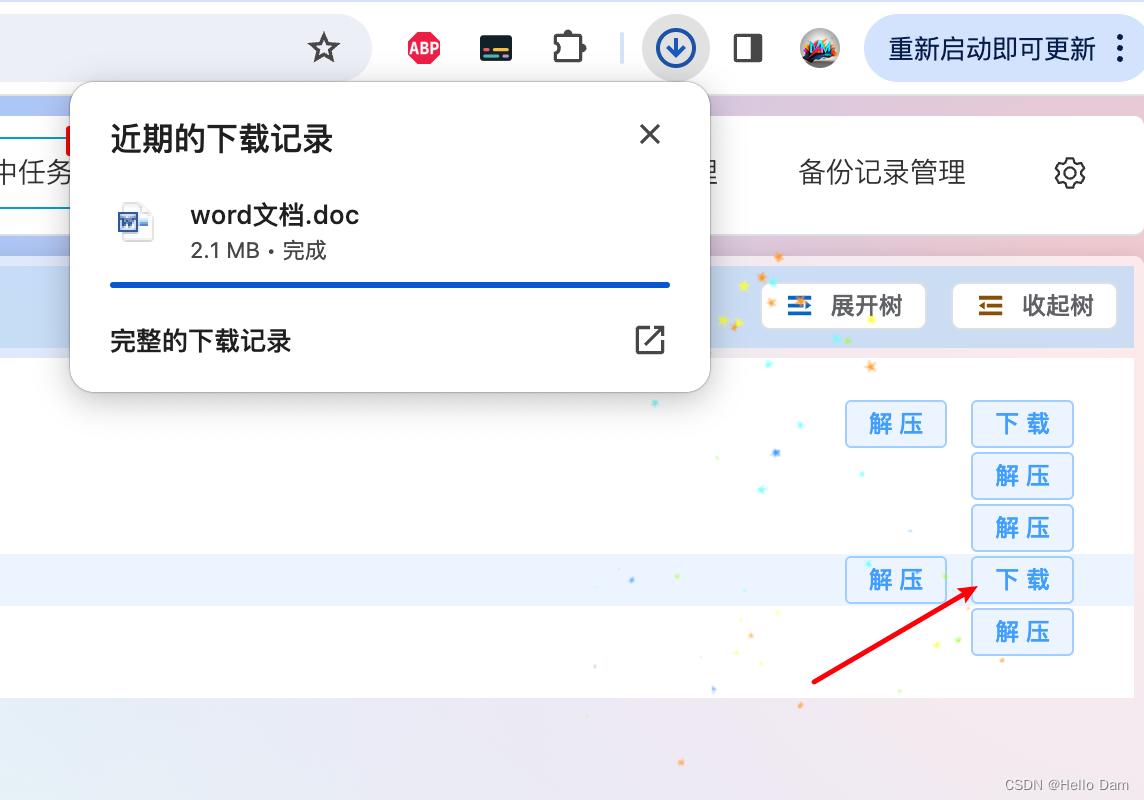 ABP
重新启动即可更新
近期的下载记录
中任务
理
备份记录管理
word文档.doc
2.1 MB • 完成
展开树
收起树
完整的下载记录
解压 下载
解压
解压
解压 下载
解压
CSDN @Hello Dam